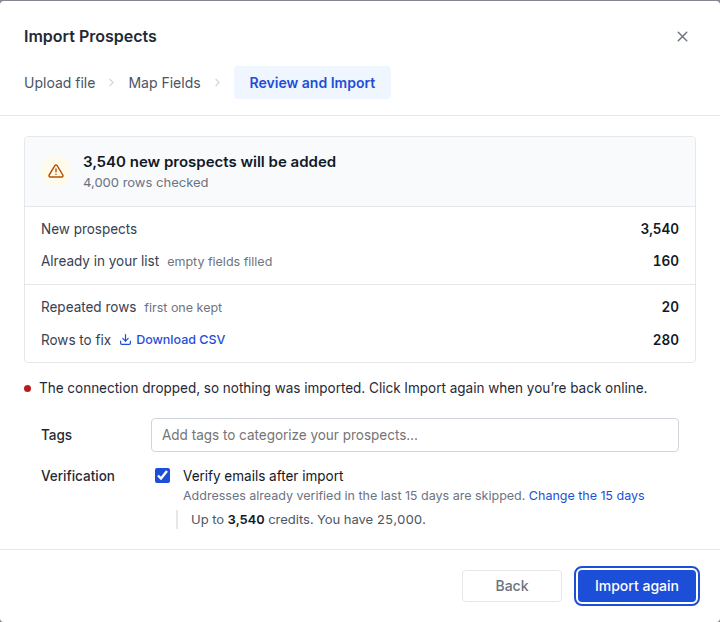 Import Prospects
Upload file
Map Fields
Review and Import
3,540 new prospects will be added
4,000 rows checked
New prospects 3,540
Already in your list empty fields filled 160
Repeated rows first one kept 20
Rows to fix Download CSV 280
The connection dropped, so nothing was imported. Click Import again when you’re back online.
Tags Add tags to categorize your prospects...
Verification Verify emails after import
Addresses already verified in the last 15 days are skipped. Change the 15 days
Up to 3,540 credits. You have 25,000.
Back Import again